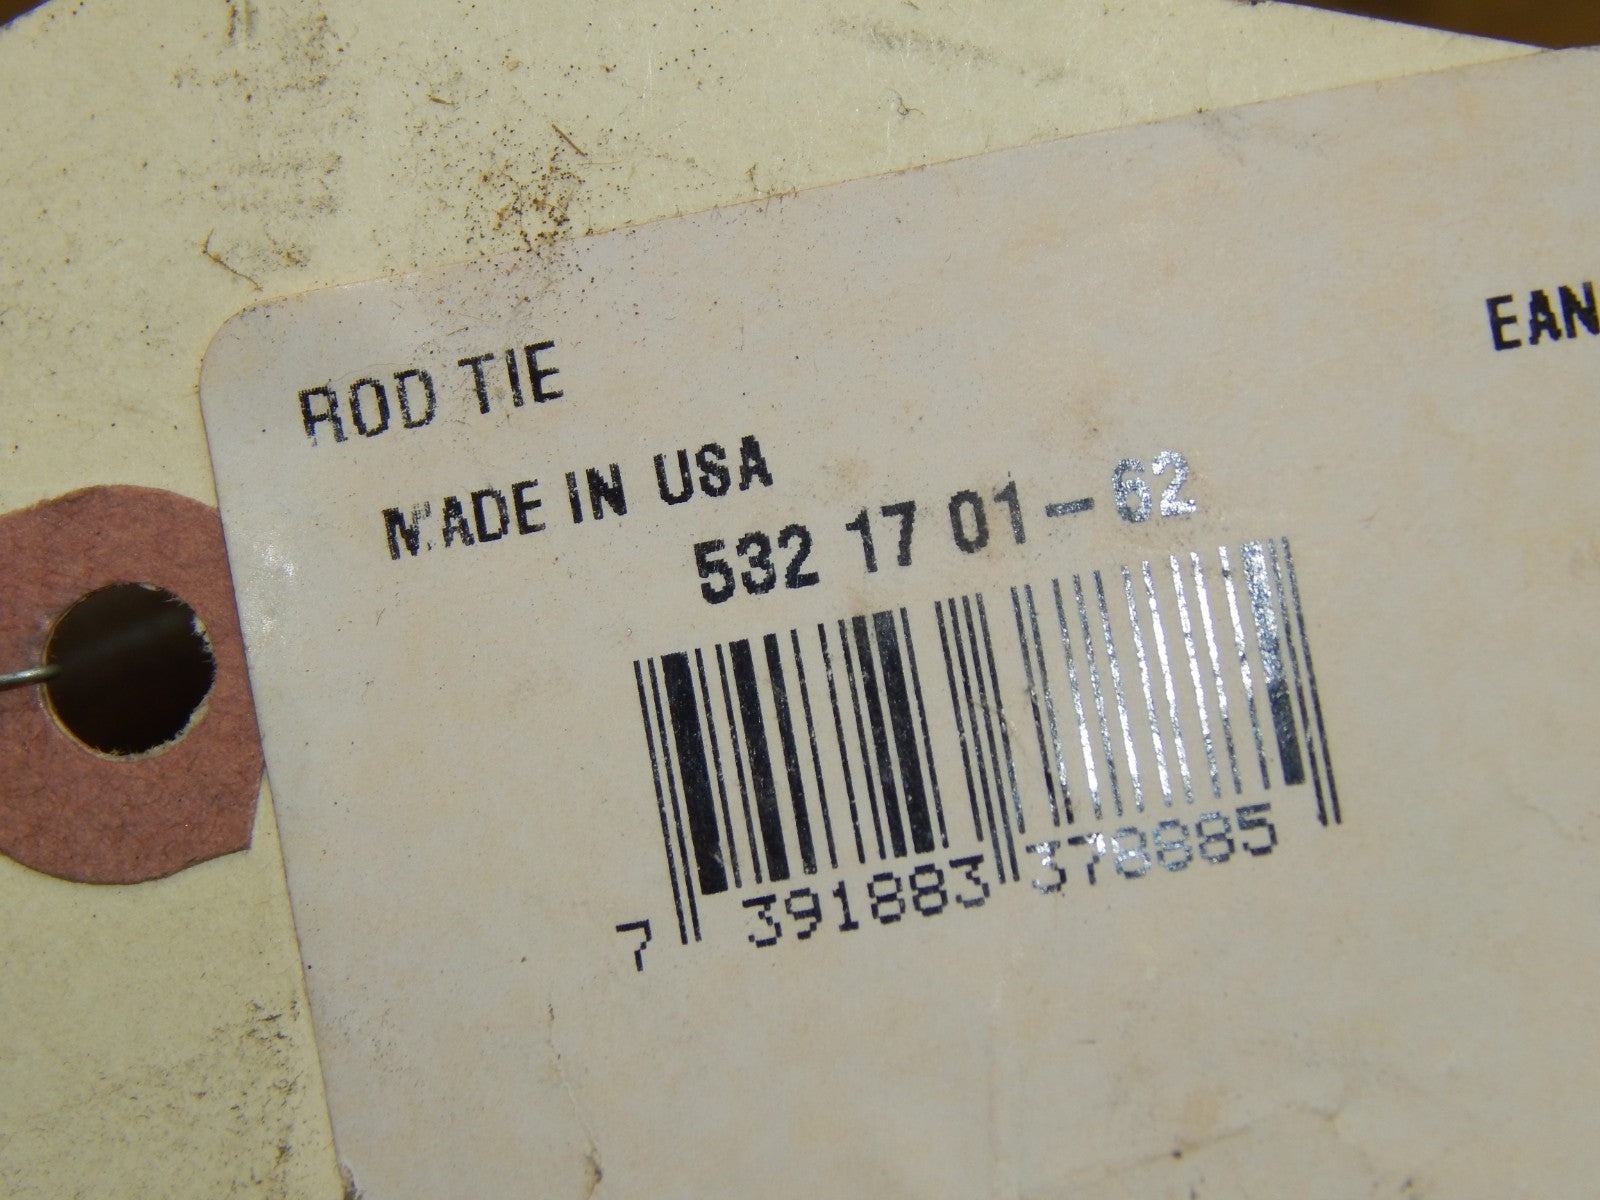 ROD TIE
EAN
MADE IN USA
532 17 01-62
7 391883 378885